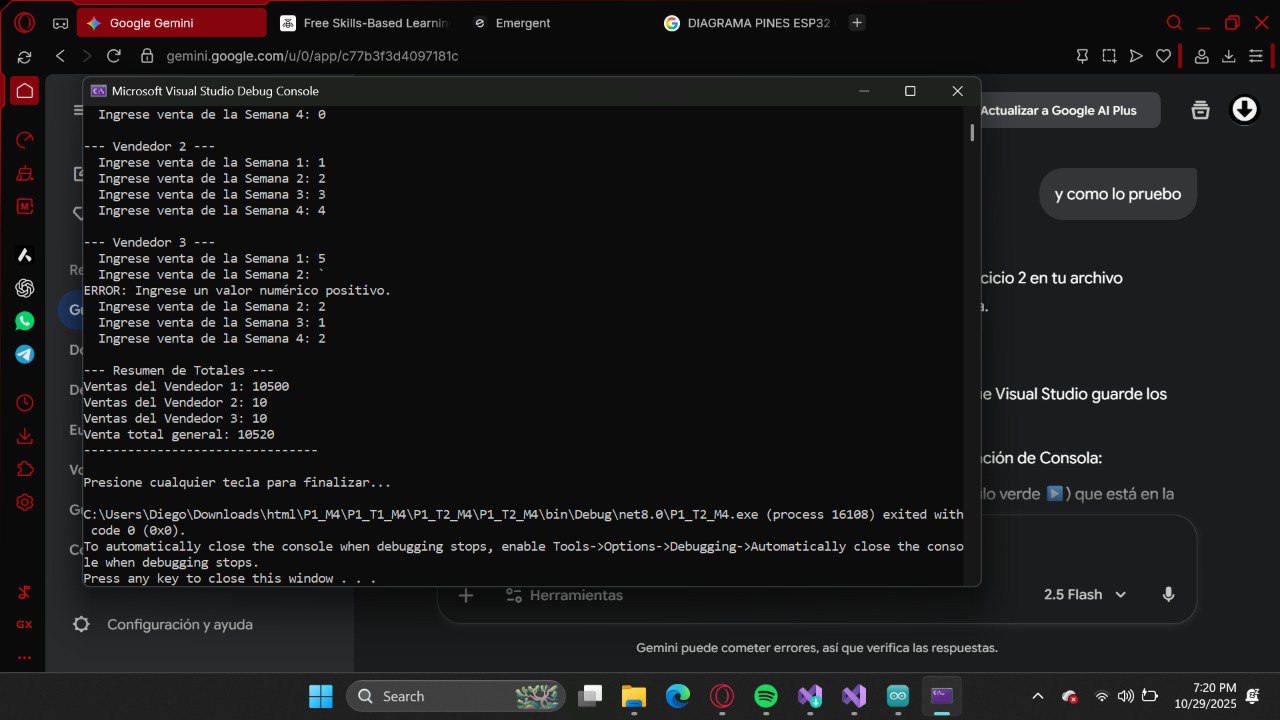 Google Gemini
Free Skills-Based Learnin
Emergent
DIAGRAMA PINES ESP32
gemini.google.com/u/0/app/c77b3f3d4097181c
Microsoft Visual Studio Debug Console
Actualizar a Google AI Plus
Ingrese venta de la Semana 4: 0
--- Vendedor 2 ---
Ingrese venta de la Semana 1: 1
Ingrese venta de la Semana 2: 2
Ingrese venta de la Semana 3: 3
Ingrese venta de la Semana 4: 4
y como lo pruebo
--- Vendedor 3 ---
Ingrese venta de la Semana 1: 5
Ingrese venta de la Semana 2: `
ERROR: Ingrese un valor numérico positivo.
Ingrese venta de la Semana 2: 2
Ingrese venta de la Semana 3: 1
Ingrese venta de la Semana 4: 2
cicio 2 en tu archivo
a.
--- Resumen de Totales ---
Ventas del Vendedor 1: 10500
Ventas del Vendedor 2: 10
Ventas del Vendedor 3: 10
Venta total general: 10520
--------------------------------
e Visual Studio guarde los
ción de Consola:
lo verde ▶) que está en la
Presione cualquier tecla para finalizar...
C:\Users\Diego\Downloads\html\P1_M4\P1_T1_M4\P1_T2_M4\P1_T2_M4\bin\Debug\net8.0\P1_T2_M4.exe (process 16108) exited with
code 0 (0x0).
To automatically close the console when debugging stops, enable Tools->Options->Debugging->Automatically close the conso
le when debugging stops.
Press any key to close this window . . .
Re
Gu
Do
De
Eu
Vo
Gu
Co
Herramientas
2.5 Flash
GX
Configuración y ayuda
Gemini puede cometer errores, así que verifica las respuestas.
Search
7:20 PM
10/29/2025